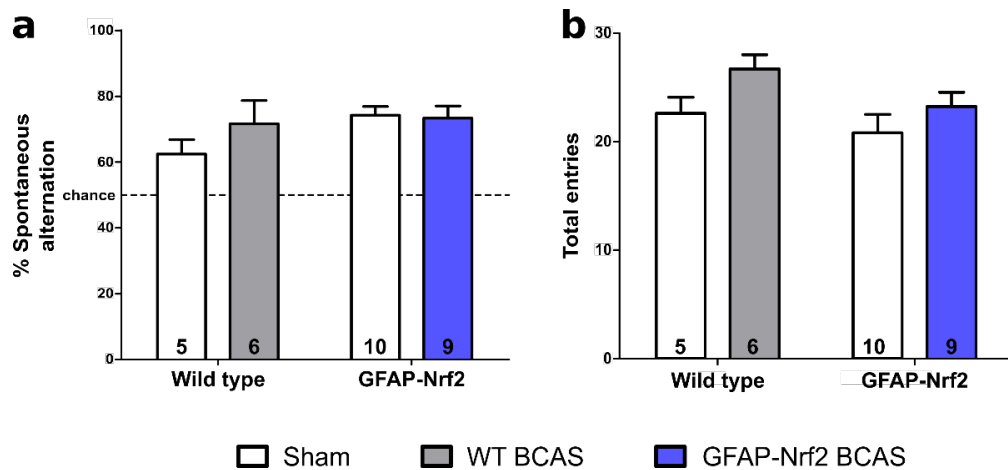 a
100
80
60
chance
40
20
0
% Spontaneous
alternation
5
6
10
9
Wild type
GFAP-Nrf2
b
30
20
10
0
Total entries
5
6
10
9
Wild type
GFAP-Nrf2
Sham
WT BCAS
GFAP-Nrf2 BCAS